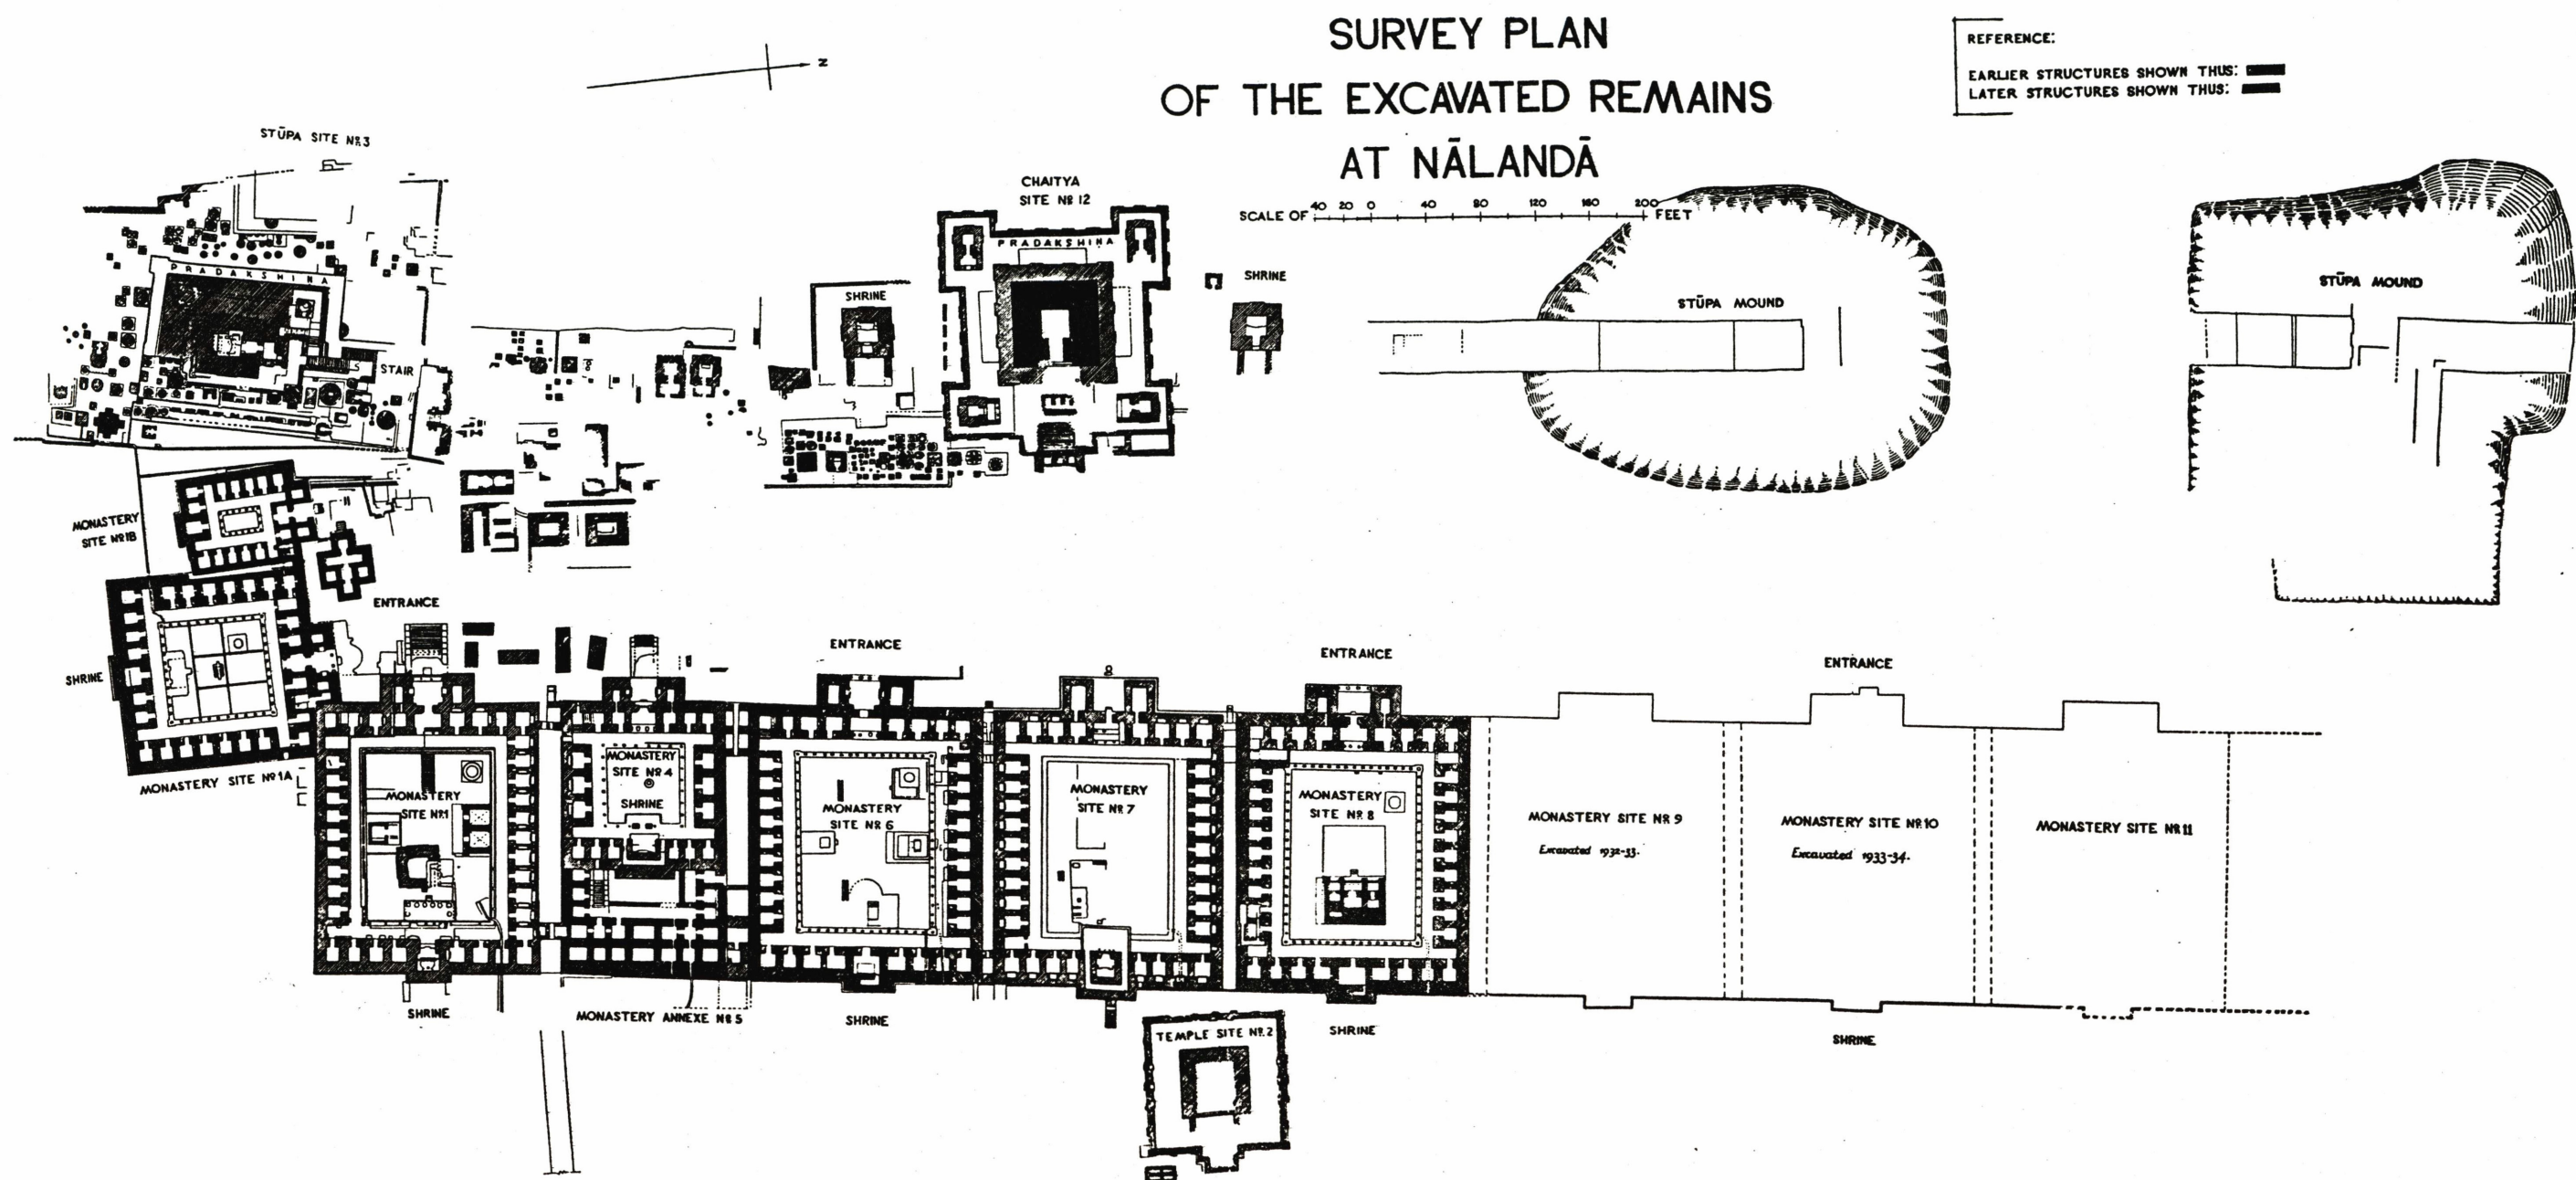 SURVEY PLAN
OF THE EXCAVATED REMAINS
AT NĀLANDĀ
REFERENCE:
EARLIER STRUCTURES SHOWN THUS:
LATER STRUCTURES SHOWN THUS:
N
SCALE OF 40 20 0 40 80 120 160 200 FEET
STŪPA SITE Nº 3
PRADAKSHINA
STAIR
CHAITYA
SITE Nº 12
PRADAKSHINA
SHRINE
SHRINE
STŪPA MOUND
STŪPA MOUND
MONASTERY
SITE Nº 1B
ENTRANCE
SHRINE
MONASTERY SITE Nº 1A
ENTRANCE
ENTRANCE
ENTRANCE
MONASTERY
SITE Nº 1
MONASTERY
SITE Nº 4
SHRINE
MONASTERY
SITE Nº 6
MONASTERY
SITE Nº 7
MONASTERY
SITE Nº 8
MONASTERY SITE Nº 9
Excavated 1932-33.
MONASTERY SITE Nº 10
Excavated 1933-34.
MONASTERY SITE Nº 11
SHRINE
MONASTERY ANNEXE Nº 5
SHRINE
SHRINE
SHRINE
TEMPLE SITE Nº 2